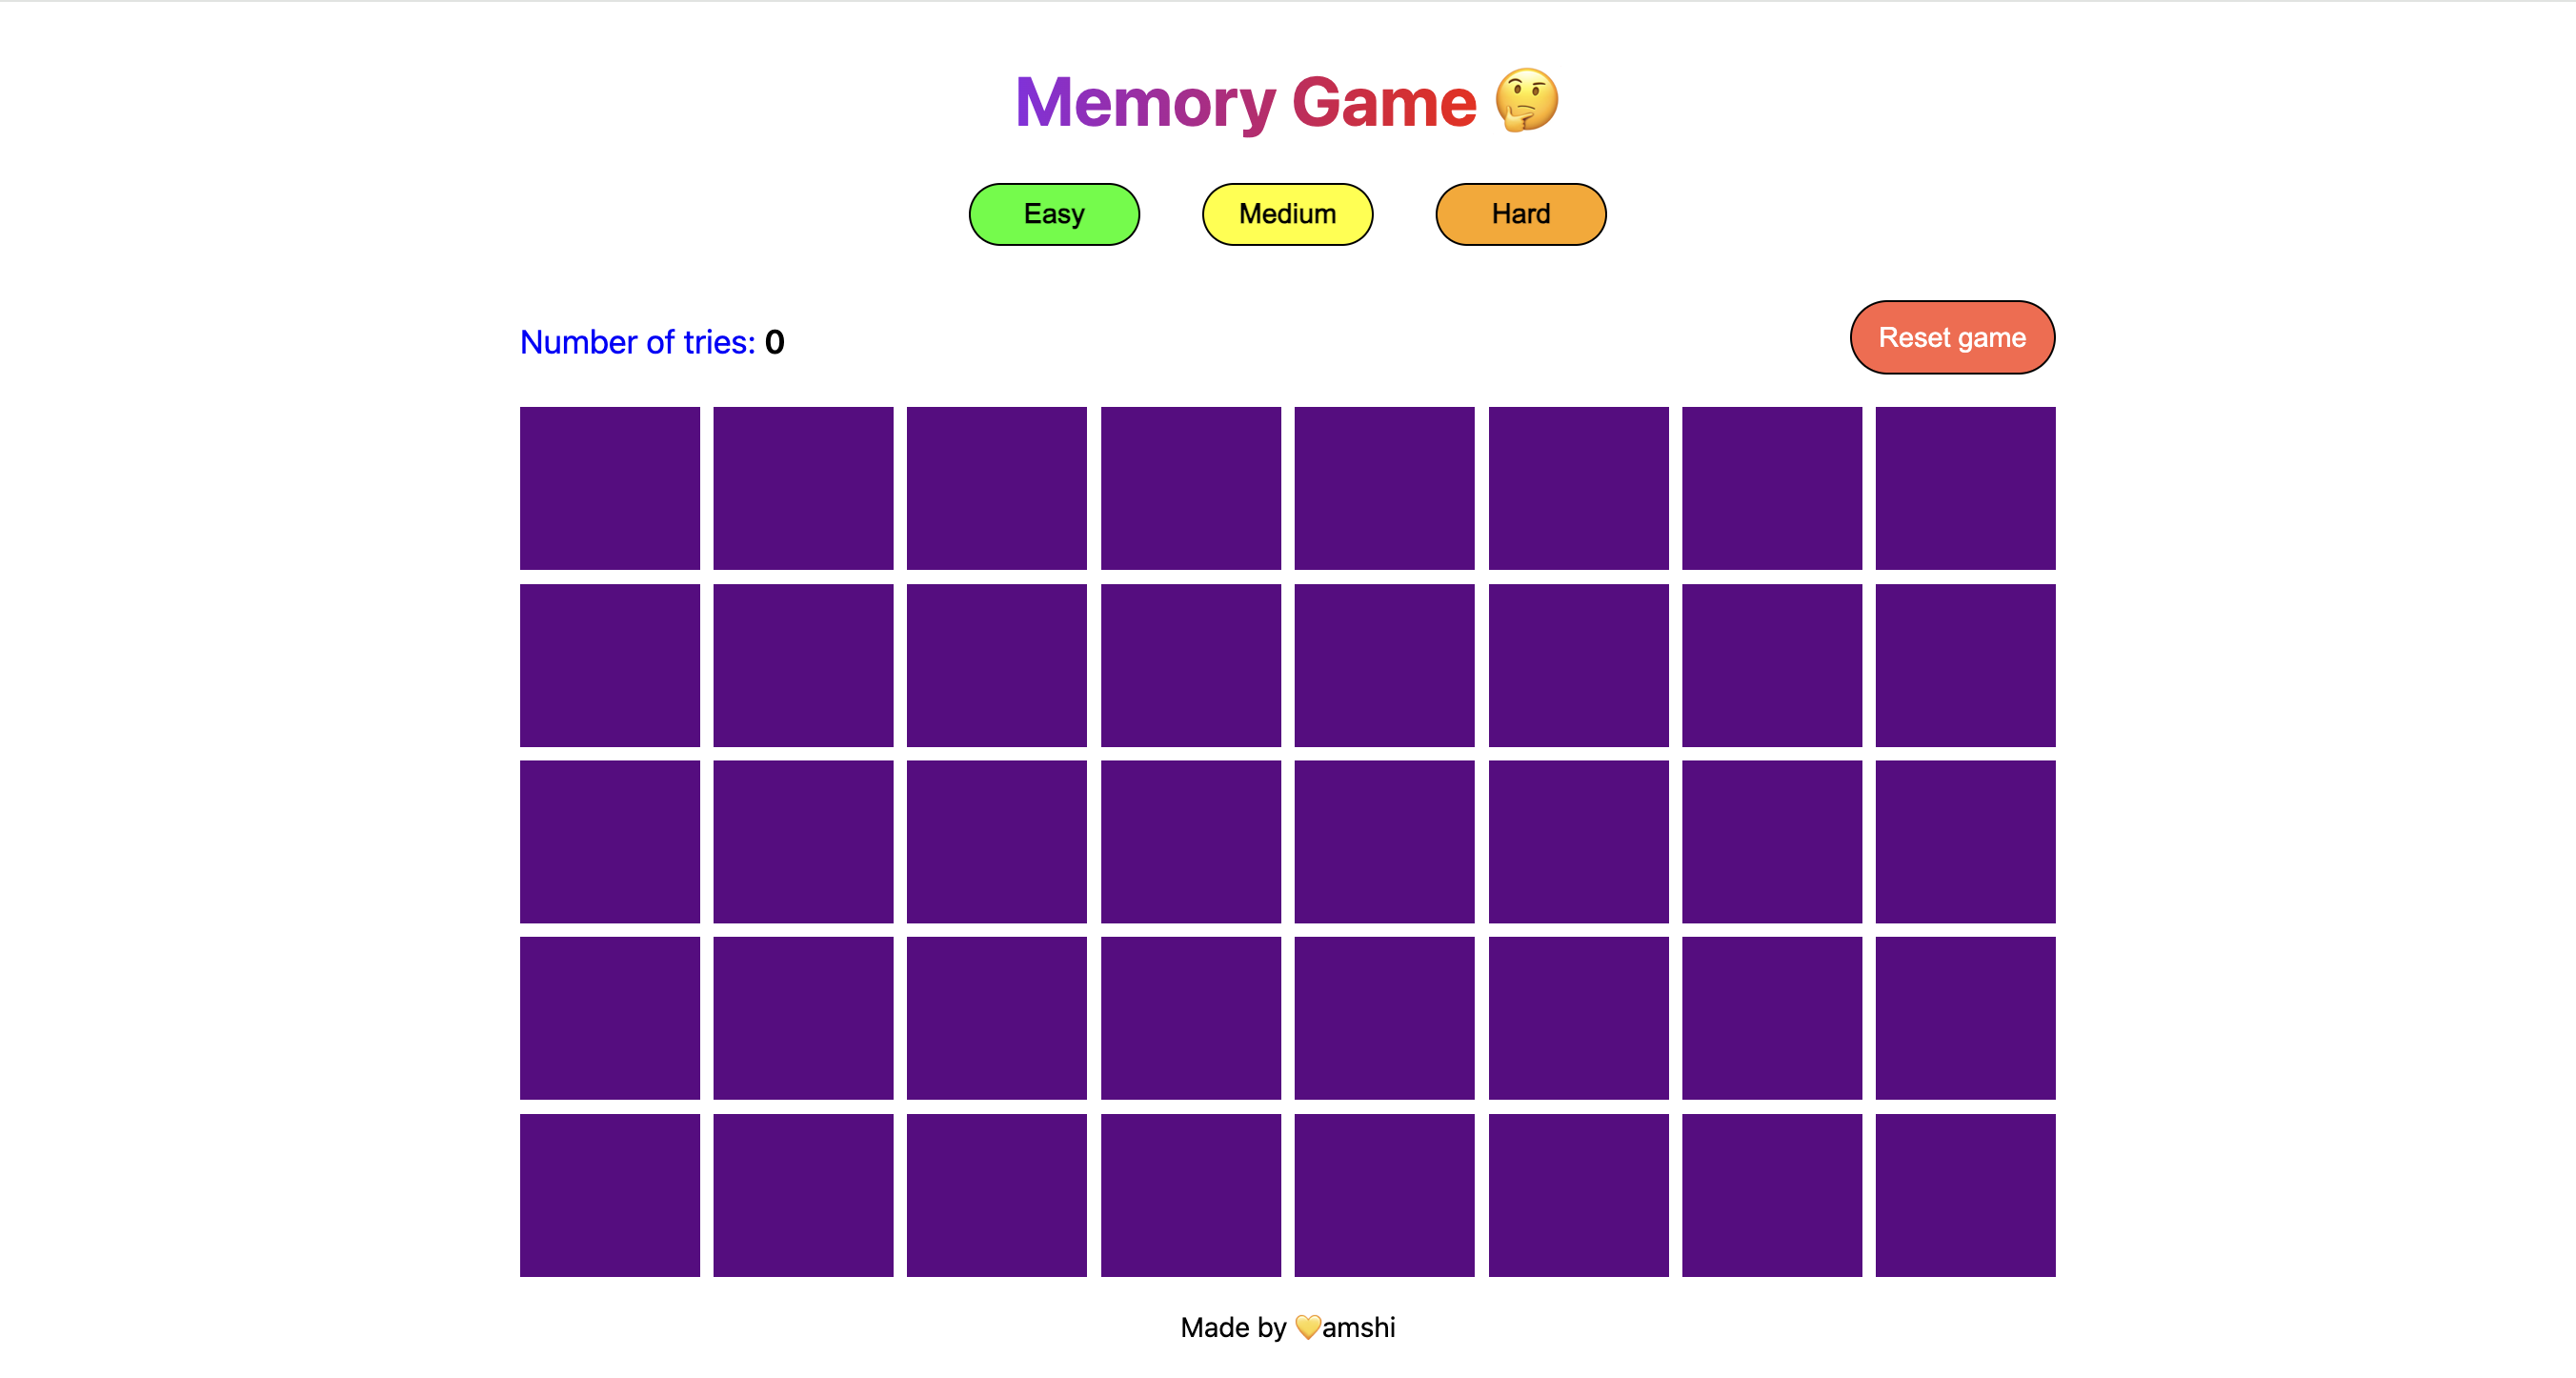 Memory Game 🤔
Easy
Medium
Hard
Number of tries: 0
Reset game
Made by 💛amshi